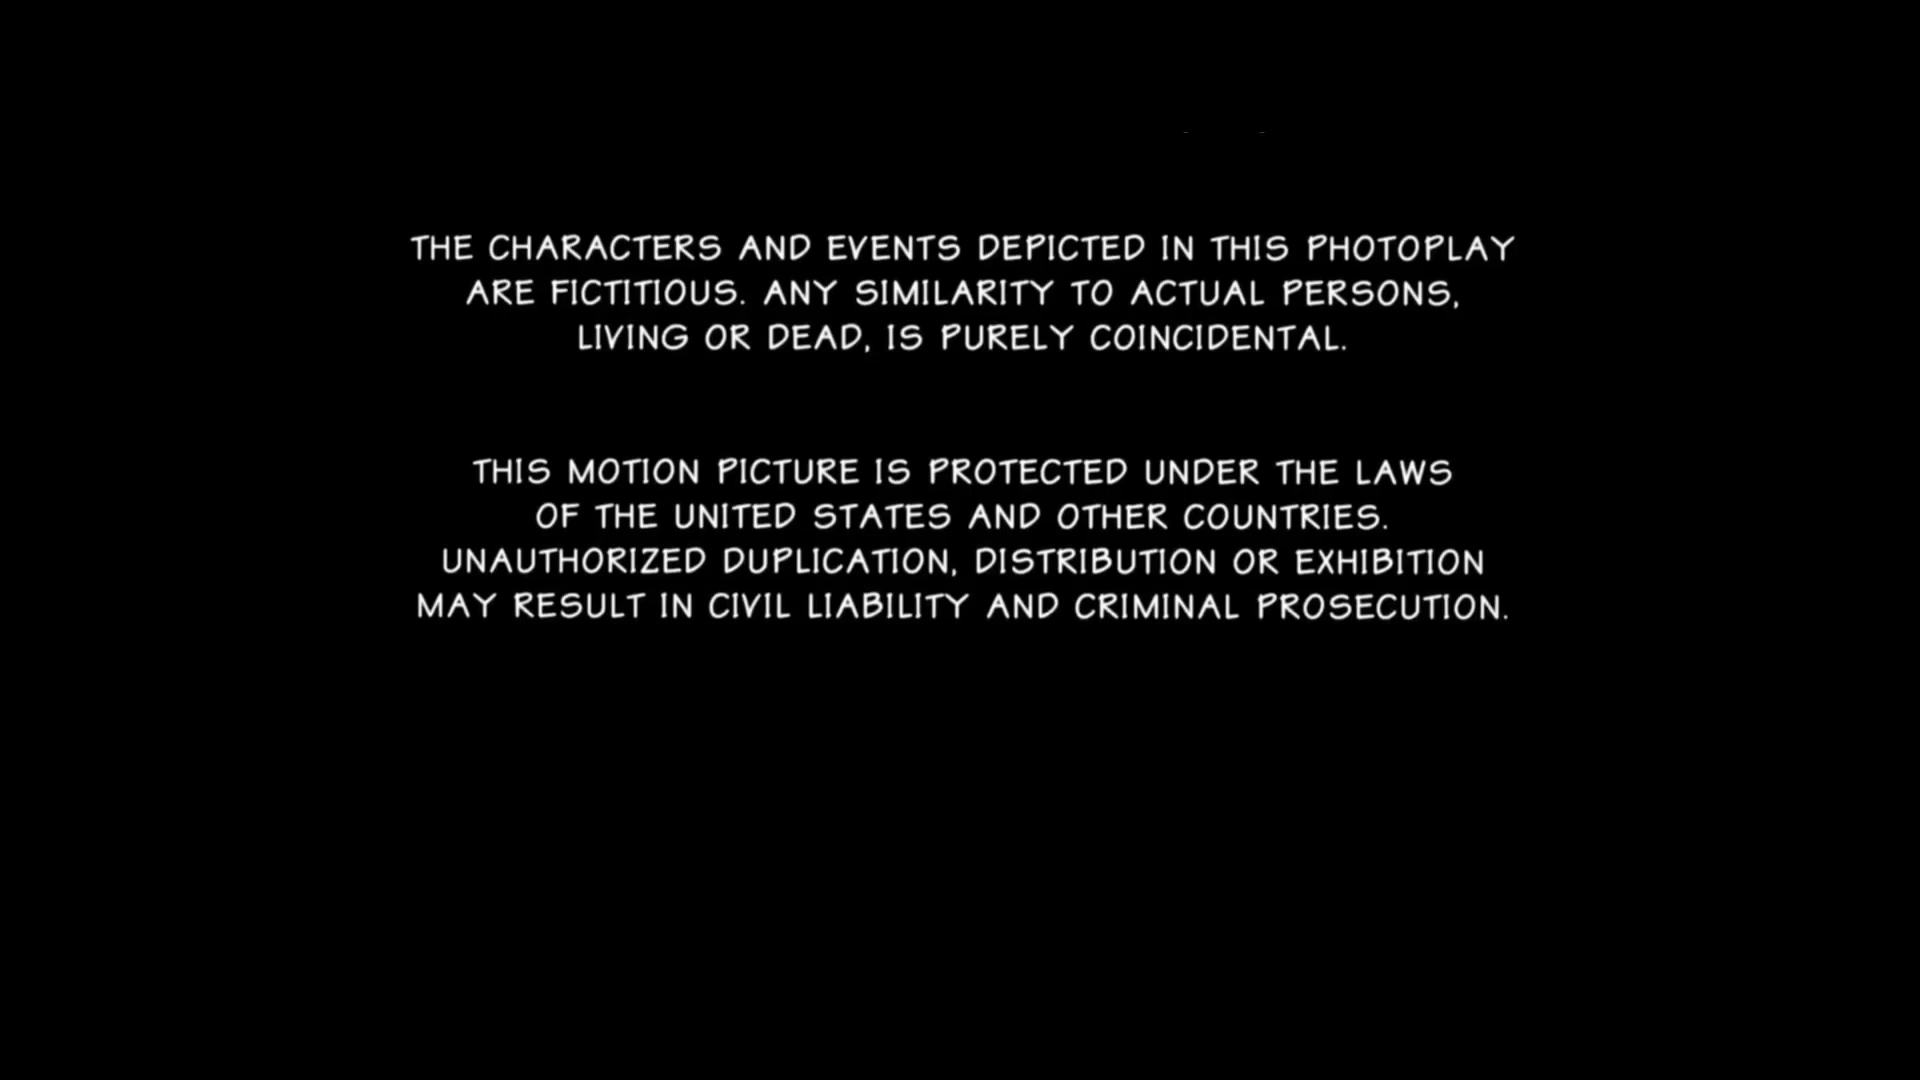 THE CHARACTERS AND EVENTS DEPICTED IN THIS PHOTOPLAY
ARE FICTITIOUS. ANY SIMILARITY TO ACTUAL PERSONS,
LIVING OR DEAD, IS PURELY COINCIDENTAL.
THIS MOTION PICTURE IS PROTECTED UNDER THE LAWS
OF THE UNITED STATES AND OTHER COUNTRIES.
UNAUTHORIZED DUPLICATION, DISTRIBUTION OR EXHIBITION
MAY RESULT IN CIVIL LIABILITY AND CRIMINAL PROSECUTION.